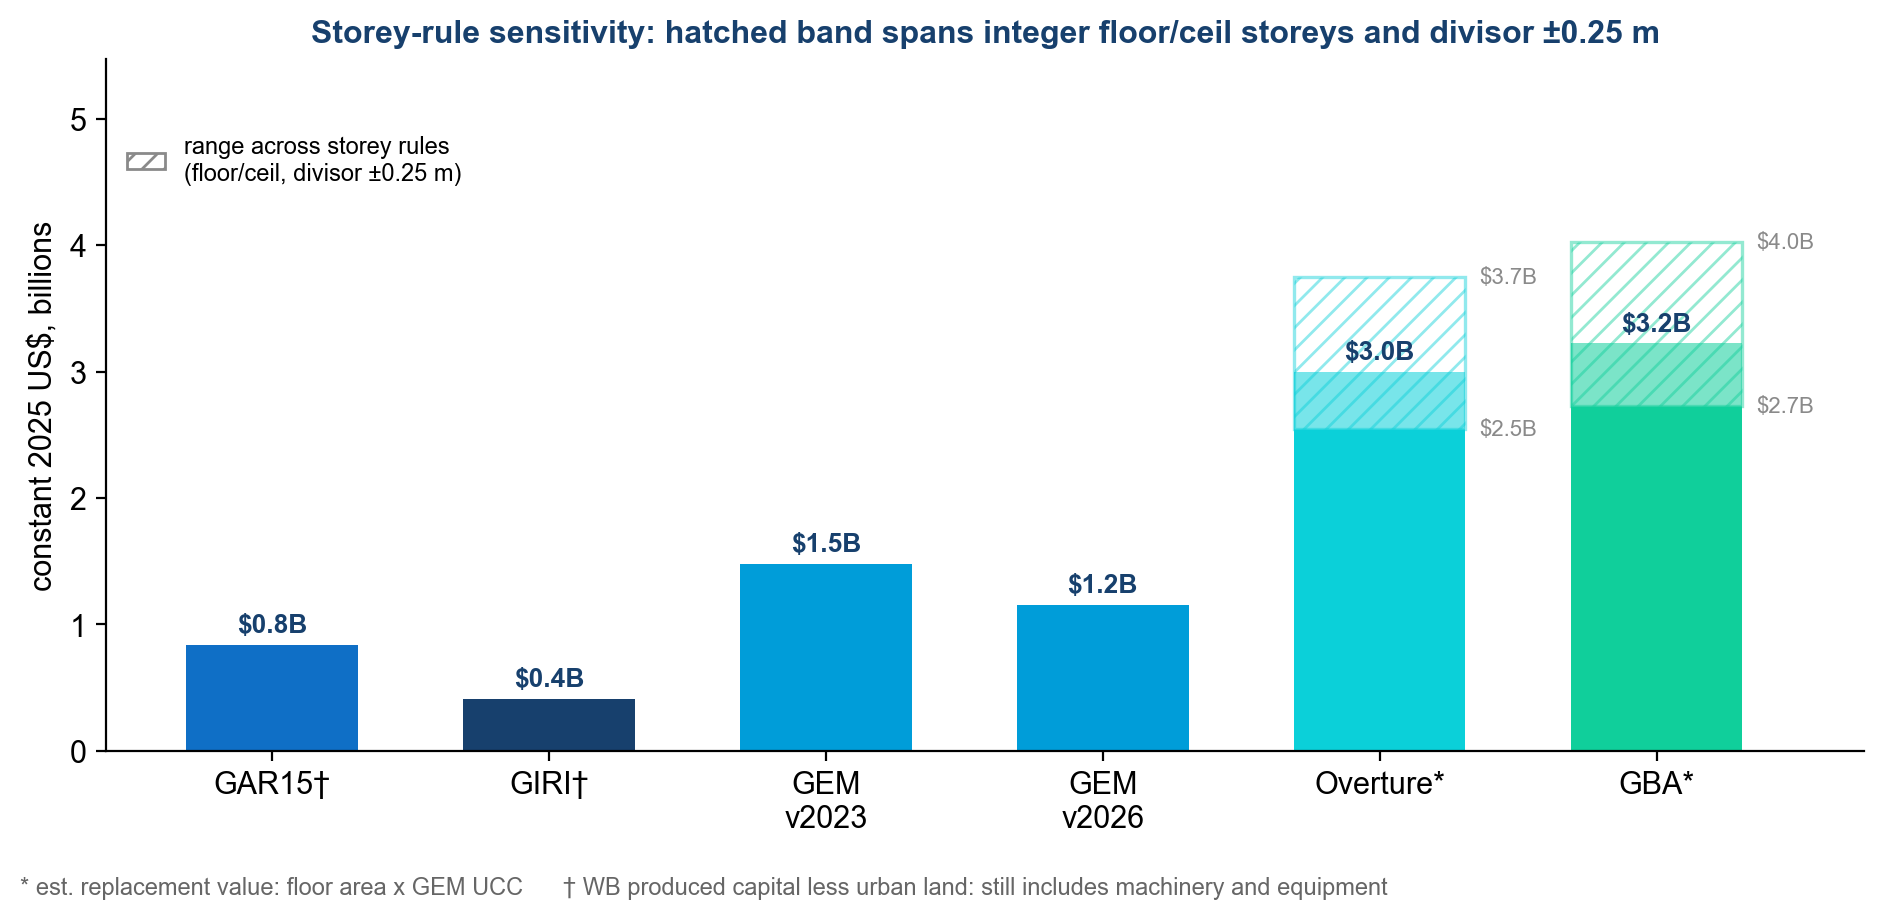 Storey-rule sensitivity: hatched band spans integer floor/ceil storeys and divisor ±0.25 m
constant 2025 US$, billions
5
4
3
2
1
0
range across storey rules
(floor/ceil, divisor ±0.25 m)
$0.8B
$0.4B
$1.5B
$1.2B
$3.7B
$3.0B
$2.5B
$4.0B
$3.2B
$2.7B
GAR15†
GIRI†
GEM
v2023
GEM
v2026
Overture*
GBA*
* est. replacement value: floor area x GEM UCC † WB produced capital less urban land: still includes machinery and equipment